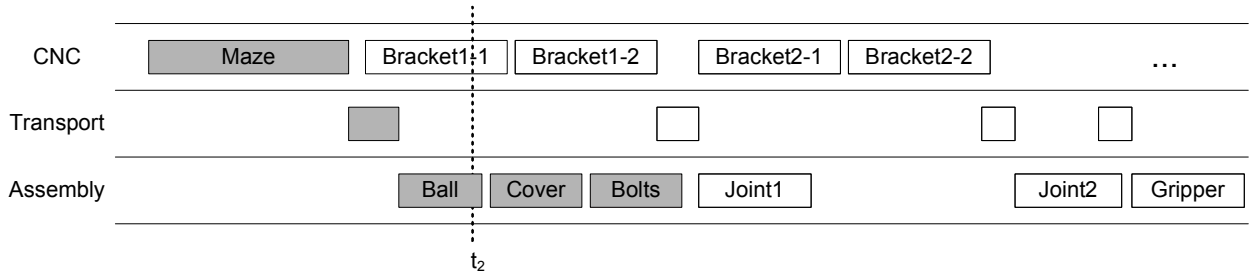 CNC Maze Bracket1-1 Bracket1-2 Bracket2-1 Bracket2-2 ...
Transport
Assembly Ball Cover Bolts Joint1 Joint2 Gripper
t₂